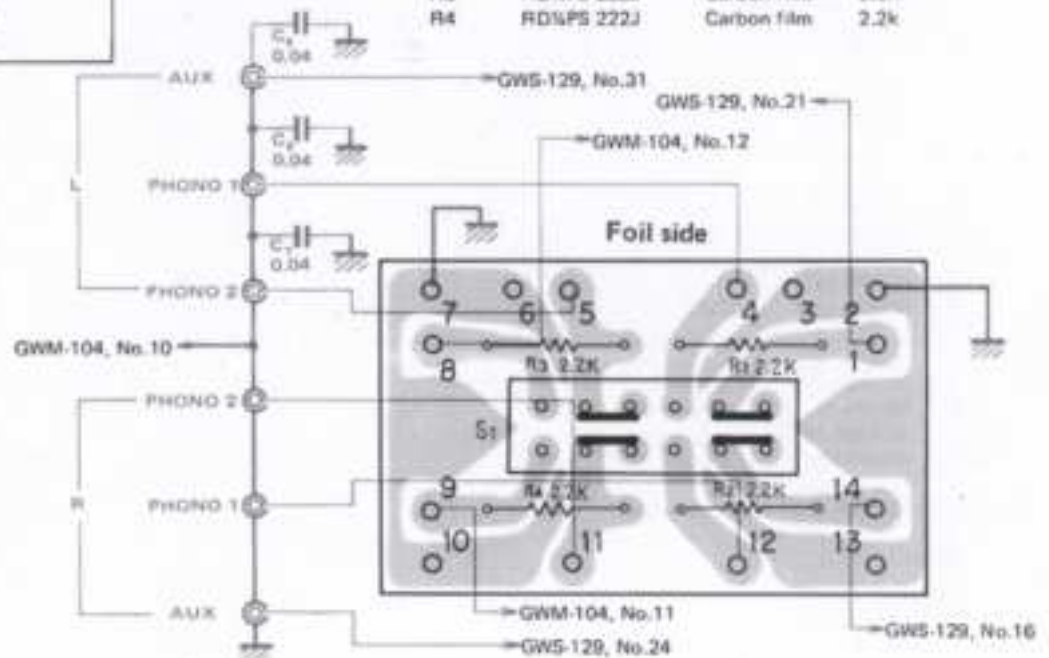 R4 RD¼PS 222J Carbon film 2.2k
C₉ 0.04
AUX
GWS-129, No.31
GWS-129, No.21
0.04
GWM-104, No.12
L
PHONO 1
Foil side
C₇ 0.04
PHONO 2
7 6 5 4 3 2
GWM-104, No.10
8 R3 2.2K R3 2.2K 1
PHONO 2
S1
R
PHONO 1
9 R4 2.2K R2 2.2K 14
10 11 12 13
AUX
GWM-104, No.11
GWS-129, No.16
GWS-129, No.24